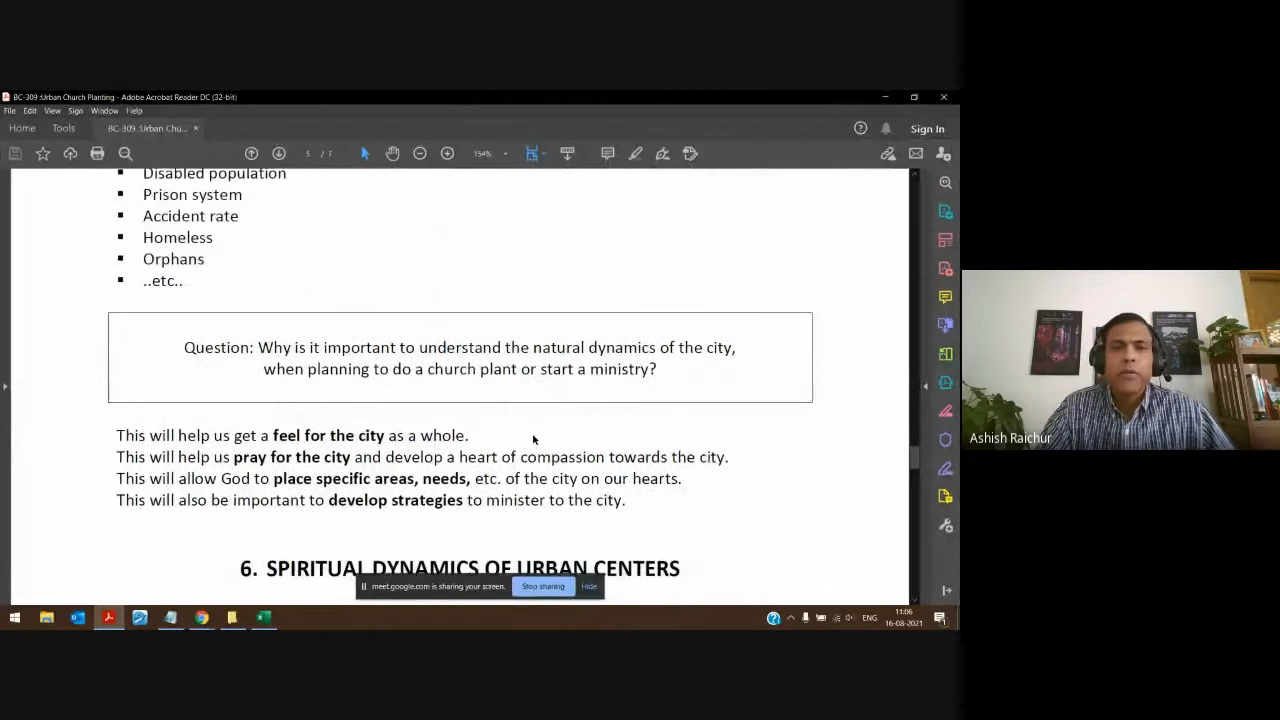 BC-309 :Urban Church Planting - Adobe Acrobat Reader DC (32-bit)
File Edit View Sign Window Help
Home Tools BC-309 :Urban Chu... × Sign In
5 / 7 154%
Disabled population
▪ Prison system
▪ Accident rate
▪ Homeless
▪ Orphans
▪ ..etc..
Question: Why is it important to understand the natural dynamics of the city,
when planning to do a church plant or start a ministry?
This will help us get a feel for the city as a whole.
This will help us pray for the city and develop a heart of compassion towards the city.
This will allow God to place specific areas, needs, etc. of the city on our hearts.
This will also be important to develop strategies to minister to the city.
6. SPIRITUAL DYNAMICS OF URBAN CENTERS
meet.google.com is sharing your screen. Stop sharing Hide
ENG 11:06
16-08-2021
Ashish Raichur